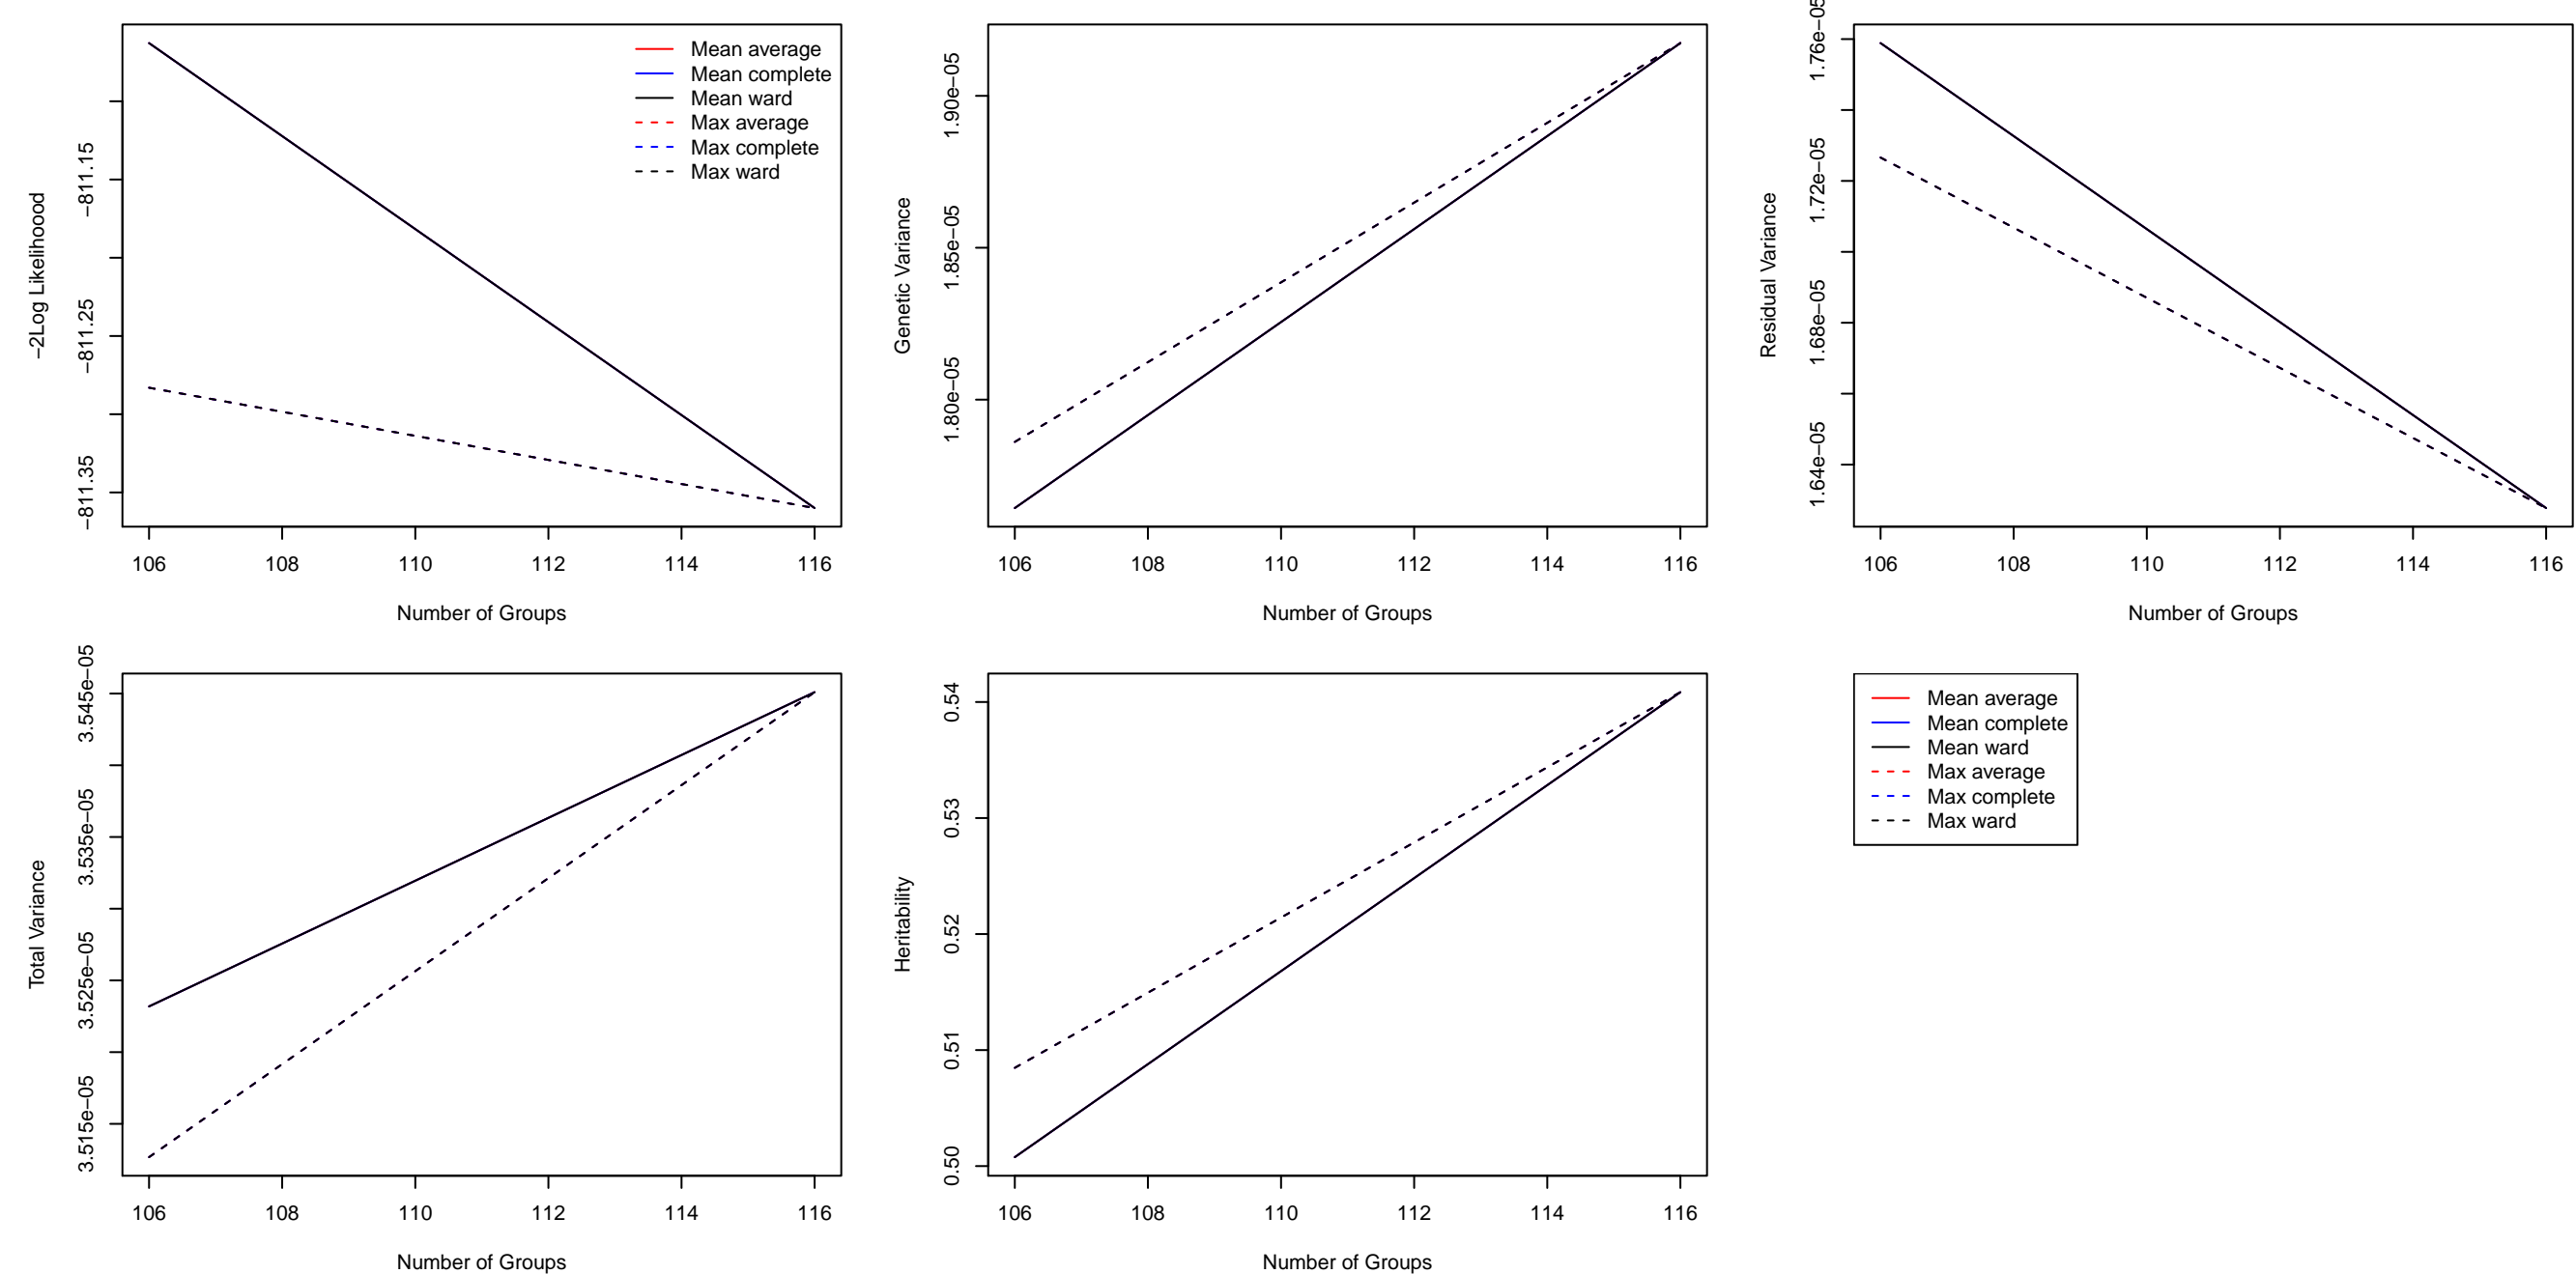 −2Log Likelihood
−811.15
−811.25
−811.35
Mean average
Mean complete
Mean ward
Max average
Max complete
Max ward
106 108 110 112 114 116
Number of Groups
Genetic Variance
1.90e−05
1.85e−05
1.80e−05
106 108 110 112 114 116
Number of Groups
Residual Variance
1.76e−05
1.72e−05
1.68e−05
1.64e−05
106 108 110 112 114 116
Number of Groups
Total Variance
3.545e−05
3.535e−05
3.525e−05
3.515e−05
106 108 110 112 114 116
Number of Groups
Heritability
0.54
0.53
0.52
0.51
0.50
106 108 110 112 114 116
Number of Groups
Mean average
Mean complete
Mean ward
Max average
Max complete
Max ward